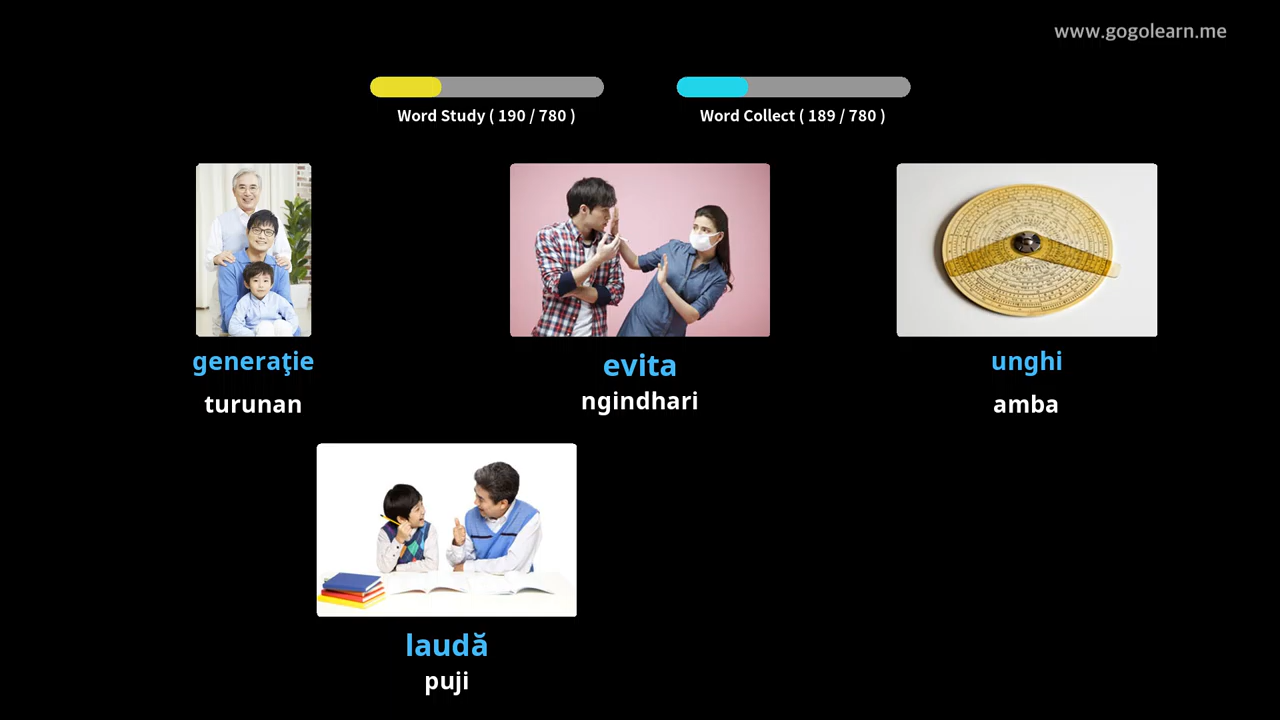 www.gogolearn.me
Word Study ( 190 / 780 )
Word Collect ( 189 / 780 )
generaţie
turunan
evita
ngindhari
unghi
amba
laudă
puji